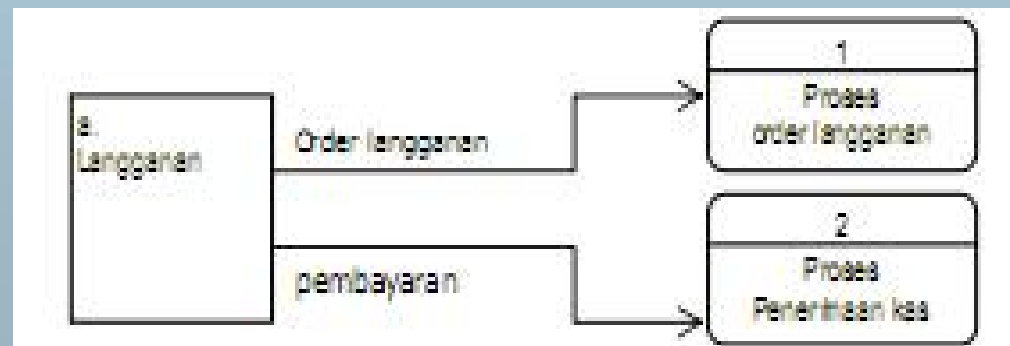 a.
Langganan
Order langganan
pembayaran
1
Proses
order langganan
2
Proses
Penerimaan kas